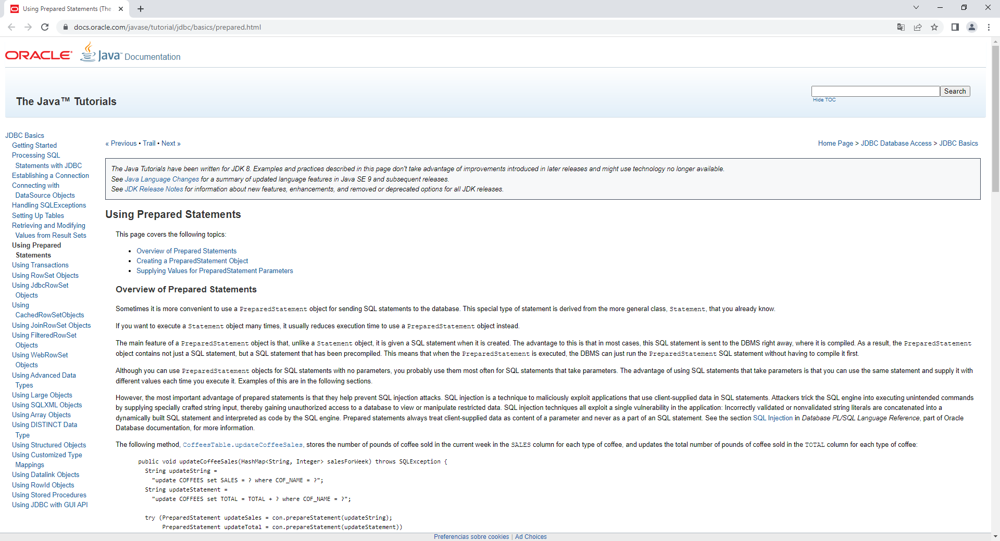 Using Prepared Statements (The
docs.oracle.com/javase/tutorial/jdbc/basics/prepared.html
ORACLE Java™ Documentation
The Java™ Tutorials
Search
Hide TOC
JDBC Basics
Getting Started
Processing SQL
Statements with JDBC
Establishing a Connection
Connecting with
DataSource Objects
Handling SQLExceptions
Setting Up Tables
Retrieving and Modifying
Values from Result Sets
Using Prepared
Statements
Using Transactions
Using RowSet Objects
Using JdbcRowSet
Objects
Using
CachedRowSetObjects
Using JoinRowSet Objects
Using FilteredRowSet
Objects
Using WebRowSet
Objects
Using Advanced Data
Types
Using Large Objects
Using SQLXML Objects
Using Array Objects
Using DISTINCT Data
Type
Using Structured Objects
Using Customized Type
Mappings
Using Datalink Objects
Using RowId Objects
Using Stored Procedures
Using JDBC with GUI API
« Previous • Trail • Next »
Home Page > JDBC Database Access > JDBC Basics
The Java Tutorials have been written for JDK 8. Examples and practices described in this page don't take advantage of improvements introduced in later releases and might use technology no longer available.
See Java Language Changes for a summary of updated language features in Java SE 9 and subsequent releases.
See JDK Release Notes for information about new features, enhancements, and removed or deprecated options for all JDK releases.
Using Prepared Statements
This page covers the following topics:
• Overview of Prepared Statements
• Creating a PreparedStatement Object
• Supplying Values for PreparedStatement Parameters
Overview of Prepared Statements
Sometimes it is more convenient to use a PreparedStatement object for sending SQL statements to the database. This special type of statement is derived from the more general class, Statement, that you already know.
If you want to execute a Statement object many times, it usually reduces execution time to use a PreparedStatement object instead.
The main feature of a PreparedStatement object is that, unlike a Statement object, it is given a SQL statement when it is created. The advantage to this is that in most cases, this SQL statement is sent to the DBMS right away, where it is compiled. As a result, the PreparedStatement
object contains not just a SQL statement, but a SQL statement that has been precompiled. This means that when the PreparedStatement is executed, the DBMS can just run the PreparedStatement SQL statement without having to compile it first.
Although you can use PreparedStatement objects for SQL statements with no parameters, you probably use them most often for SQL statements that take parameters. The advantage of using SQL statements that take parameters is that you can use the same statement and supply it with
different values each time you execute it. Examples of this are in the following sections.
However, the most important advantage of prepared statements is that they help prevent SQL injection attacks. SQL injection is a technique to maliciously exploit applications that use client-supplied data in SQL statements. Attackers trick the SQL engine into executing unintended commands
by supplying specially crafted string input, thereby gaining unauthorized access to a database to view or manipulate restricted data. SQL injection techniques all exploit a single vulnerability in the application: Incorrectly validated or nonvalidated string literals are concatenated into a
dynamically built SQL statement and interpreted as code by the SQL engine. Prepared statements always treat client-supplied data as content of a parameter and never as a part of an SQL statement. See the section SQL Injection in Database PL/SQL Language Reference, part of Oracle
Database documentation, for more information.
The following method, CoffeesTable.updateCoffeeSales, stores the number of pounds of coffee sold in the current week in the SALES column for each type of coffee, and updates the total number of pounds of coffee sold in the TOTAL column for each type of coffee:
public void updateCoffeeSales(HashMap<String, Integer> salesForWeek) throws SQLException {
String updateString =
"update COFFEES set SALES = ? where COF_NAME = ?";
String updateStatement =
"update COFFEES set TOTAL = TOTAL + ? where COF_NAME = ?";
try (PreparedStatement updateSales = con.prepareStatement(updateString);
PreparedStatement updateTotal = con.prepareStatement(updateStatement))
Preferencias sobre cookies | Ad Choices